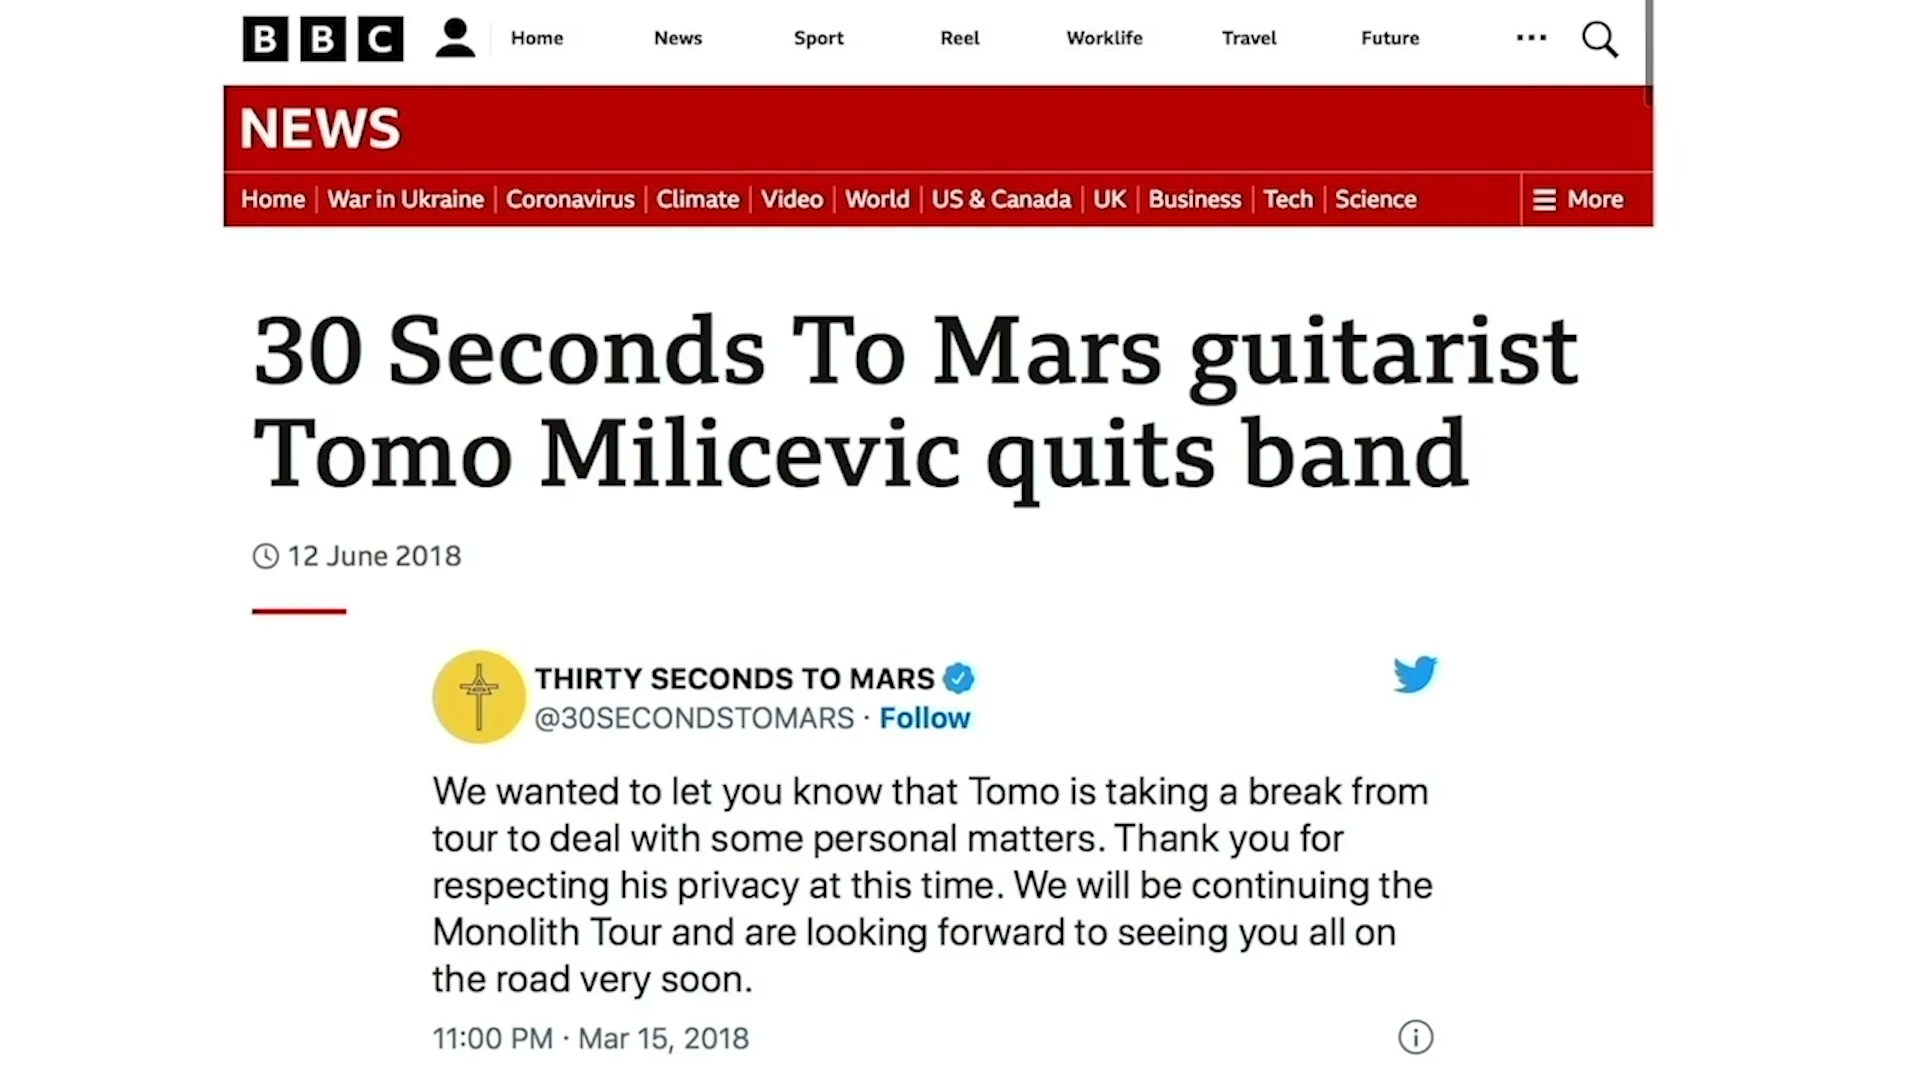 BBC Home News Sport Reel Worklife Travel Future ...
NEWS
Home War in Ukraine Coronavirus Climate Video World US & Canada UK Business Tech Science More
30 Seconds To Mars guitarist
Tomo Milicevic quits band
12 June 2018
THIRTY SECONDS TO MARS
@30SECONDSTOMARS · Follow
We wanted to let you know that Tomo is taking a break from
tour to deal with some personal matters. Thank you for
respecting his privacy at this time. We will be continuing the
Monolith Tour and are looking forward to seeing you all on
the road very soon.
11:00 PM · Mar 15, 2018